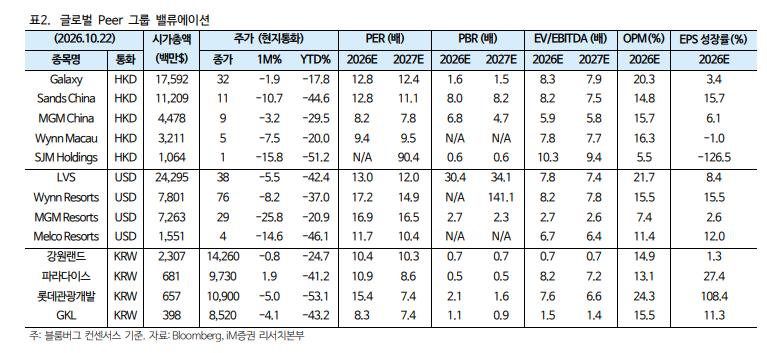 표2. 글로벌 Peer 그룹 밸류에이션
(2026.10.22) 시가총액 주가 (현지통화) PER (배) PBR (배) EV/EBITDA (배) OPM(%) EPS 성장률(%)
종목명 통화 (백만$) 종가 1M% YTD% 2026E 2027E 2026E 2027E 2026E 2027E 2026E 2026E
Galaxy HKD 17,592 32 -1.9 -17.8 12.8 12.4 1.6 1.5 8.3 7.9 20.3 3.4
Sands China HKD 11,209 11 -10.7 -44.6 12.8 11.1 8.0 8.2 8.2 7.5 14.8 15.7
MGM China HKD 4,478 9 -3.2 -29.5 8.2 7.8 6.8 4.7 5.9 5.8 15.7 6.1
Wynn Macau HKD 3,211 5 -7.5 -20.0 9.4 9.5 N/A N/A 7.8 7.7 16.3 -1.0
SJM Holdings HKD 1,064 1 -15.8 -51.2 N/A 90.4 0.6 0.6 10.3 9.4 5.5 -126.5
LVS USD 24,295 38 -5.5 -42.4 13.0 12.0 30.4 34.1 7.8 7.4 21.7 8.4
Wynn Resorts USD 7,801 76 -8.2 -37.0 17.2 14.9 N/A 141.1 8.2 7.8 15.5 15.5
MGM Resorts USD 7,263 29 -25.8 -20.9 16.9 16.5 2.7 2.3 2.7 2.6 7.4 2.6
Melco Resorts USD 1,551 4 -14.6 -46.1 11.7 10.4 N/A N/A 6.7 6.4 11.4 12.0
강원랜드 KRW 2,307 14,260 -0.8 -24.7 10.4 10.3 0.7 0.7 0.7 0.7 14.9 1.3
파라다이스 KRW 681 9,730 1.9 -41.2 10.9 8.6 0.5 0.5 8.2 7.2 13.1 27.4
롯데관광개발 KRW 657 10,900 -5.0 -53.1 15.4 7.4 2.1 1.6 7.6 6.6 24.3 108.4
GKL KRW 398 8,520 -4.1 -43.2 8.3 7.4 1.1 0.9 1.5 1.4 15.5 11.3
주: 블룸버그 컨센서스 기준. 자료: Bloomberg, iM증권 리서치본부